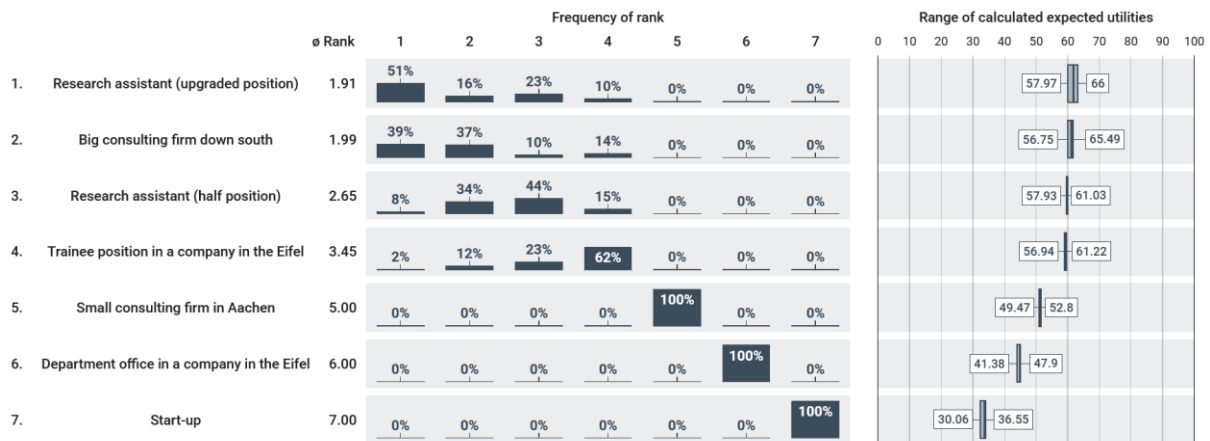 Frequency of rank
Range of calculated expected utilities
ø Rank 1 2 3 4 5 6 7
0 10 20 30 40 50 60 70 80 90 100
1. Research assistant (upgraded position) 1.91 51% 16% 23% 10% 0% 0% 0% 57.97 66
2. Big consulting firm down south 1.99 39% 37% 10% 14% 0% 0% 0% 56.75 65.49
3. Research assistant (half position) 2.65 8% 34% 44% 15% 0% 0% 0% 57.93 61.03
4. Trainee position in a company in the Eifel 3.45 2% 12% 23% 62% 0% 0% 0% 56.94 61.22
5. Small consulting firm in Aachen 5.00 0% 0% 0% 0% 100% 0% 0% 49.47 52.8
6. Department office in a company in the Eifel 6.00 0% 0% 0% 0% 0% 100% 0% 41.38 47.9
7. Start-up 7.00 0% 0% 0% 0% 0% 0% 100% 30.06 36.55